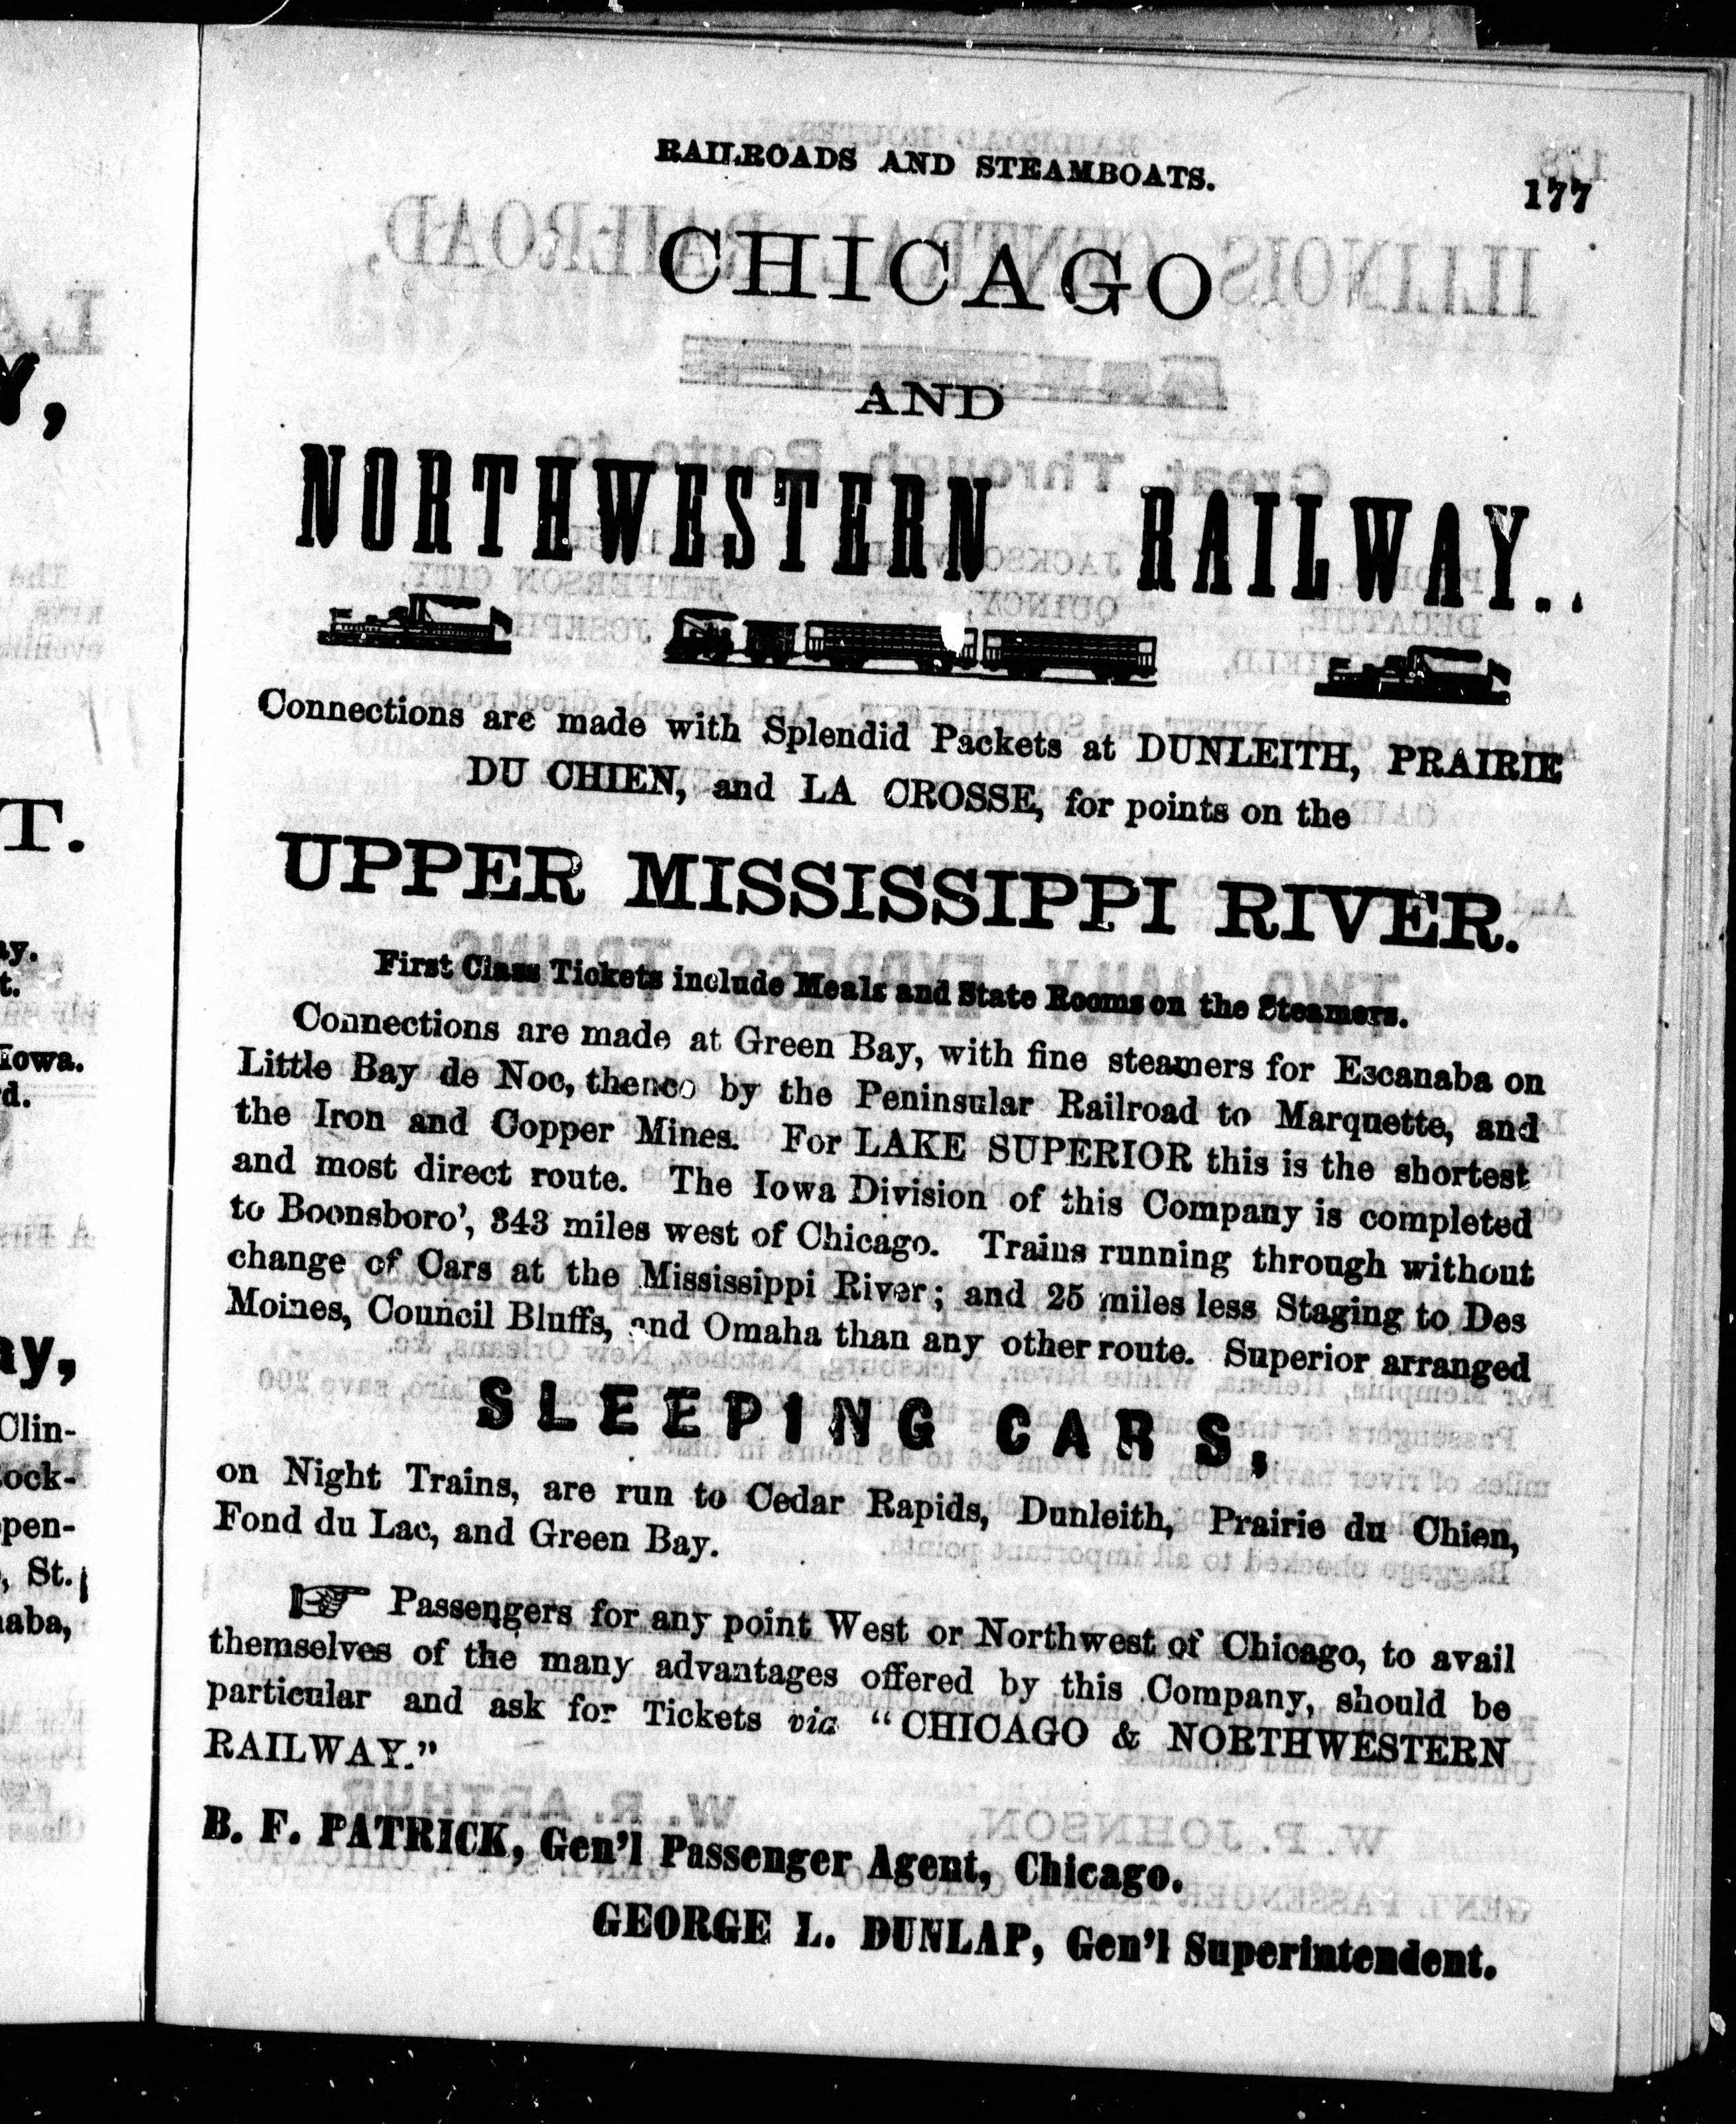 RAILROADS AND STEAMBOATS.
177
CHICAGO
AND
NORTHWESTERN RAILWAY..
Connections are made with Splendid Packets at DUNLEITH, PRAIRIE
DU CHIEN, and LA CROSSE, for points on the
UPPER MISSISSIPPI RIVER.
First Class Tickets include Meals and State Rooms on the Steamers.
Connections are made at Green Bay, with fine steamers for Escanaba on
Little Bay de Noc, thence by the Peninsular Railroad to Marquette, and
the Iron and Copper Mines. For LAKE SUPERIOR this is the shortest
and most direct route. The Iowa Division of this Company is completed
to Boonsboro', 343 miles west of Chicago. Trains running through without
change of Cars at the Mississippi River; and 25 miles less Staging to Des
Moines, Council Bluffs, and Omaha than any other route. Superior arranged
SLEEPING CARS,
on Night Trains, are run to Cedar Rapids, Dunleith, Prairie du Chien,
Fond du Lac, and Green Bay.
☞ Passengers for any point West or Northwest of Chicago, to avail
themselves of the many advantages offered by this Company, should be
particular and ask for Tickets via "CHICAGO & NORTHWESTERN
RAILWAY."
B. F. PATRICK, Gen'l Passenger Agent, Chicago.
GEORGE L. DUNLAP, Gen'l Superintendent.